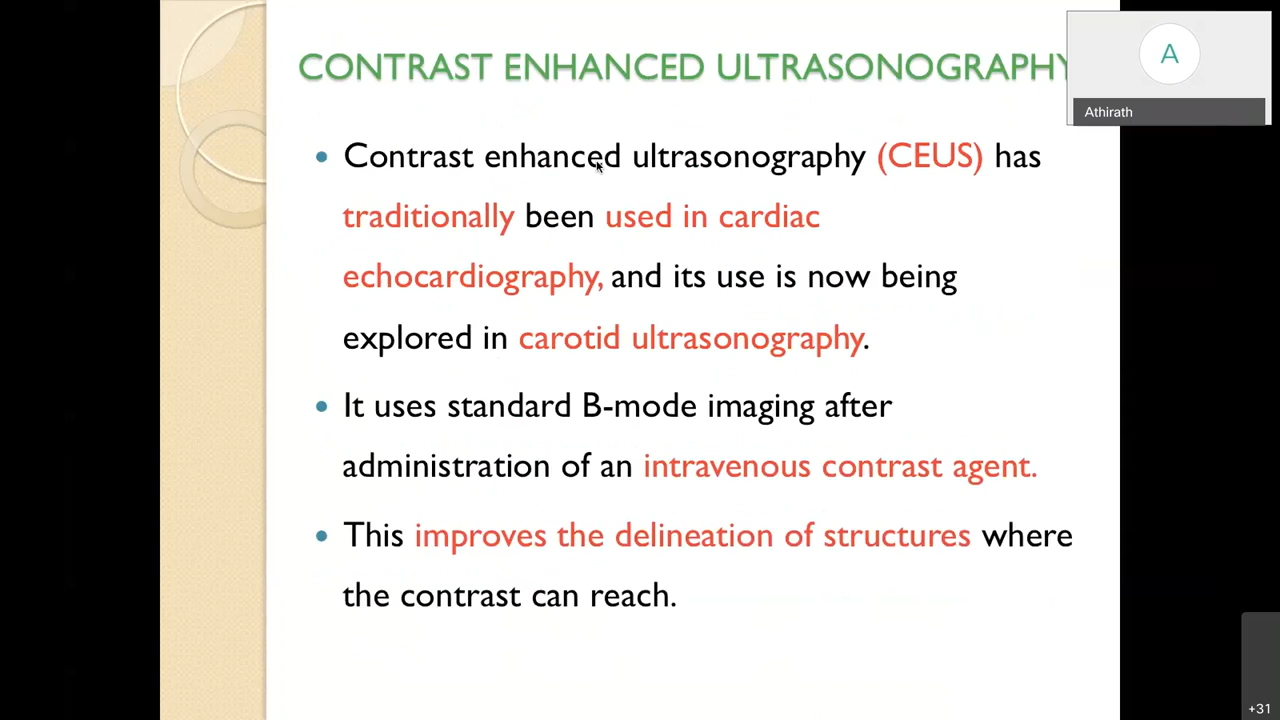 CONTRAST ENHANCED ULTRASONOGRAPHY
A
Athirath
• Contrast enhanced ultrasonography (CEUS) has
traditionally been used in cardiac
echocardiography, and its use is now being
explored in carotid ultrasonography.
• It uses standard B-mode imaging after
administration of an intravenous contrast agent.
• This improves the delineation of structures where
the contrast can reach.
+31